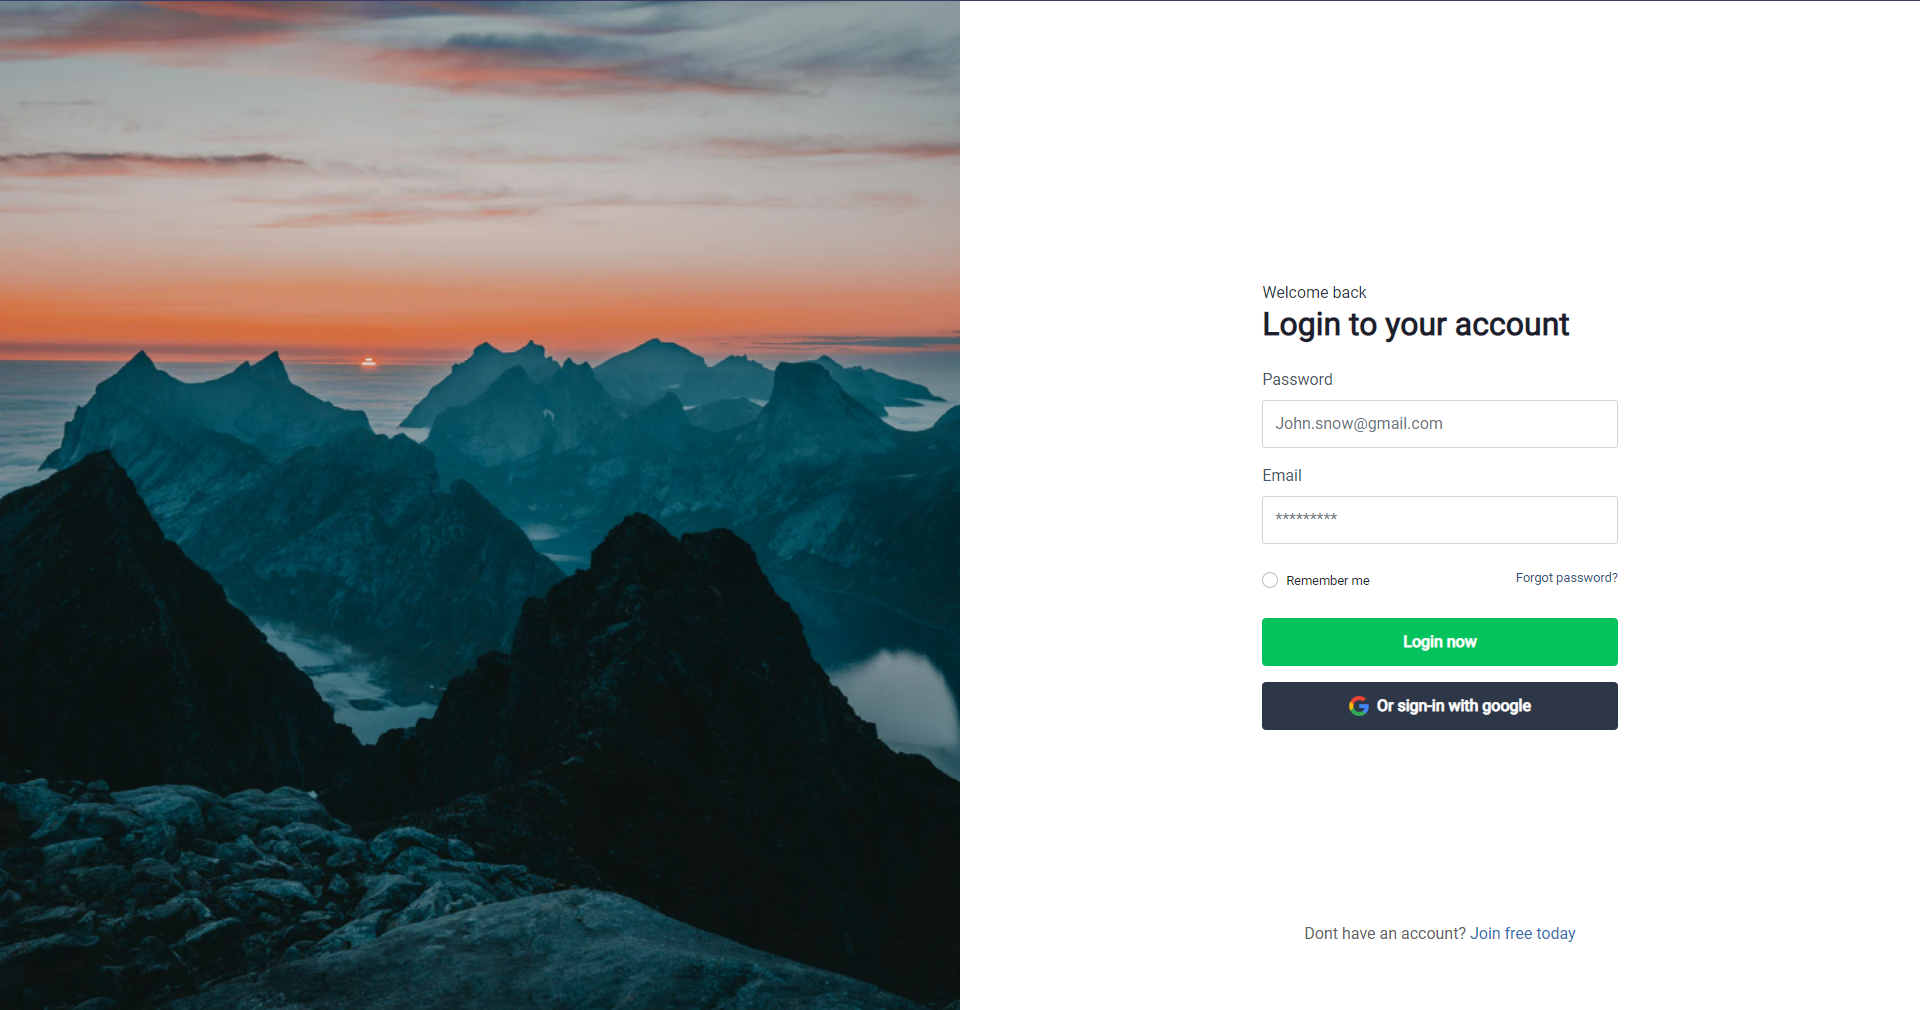 Welcome back
Login to your account
Password
John.snow@gmail.com
Email
*********
Remember me
Forgot password?
Login now
Or sign-in with google
Dont have an account? Join free today